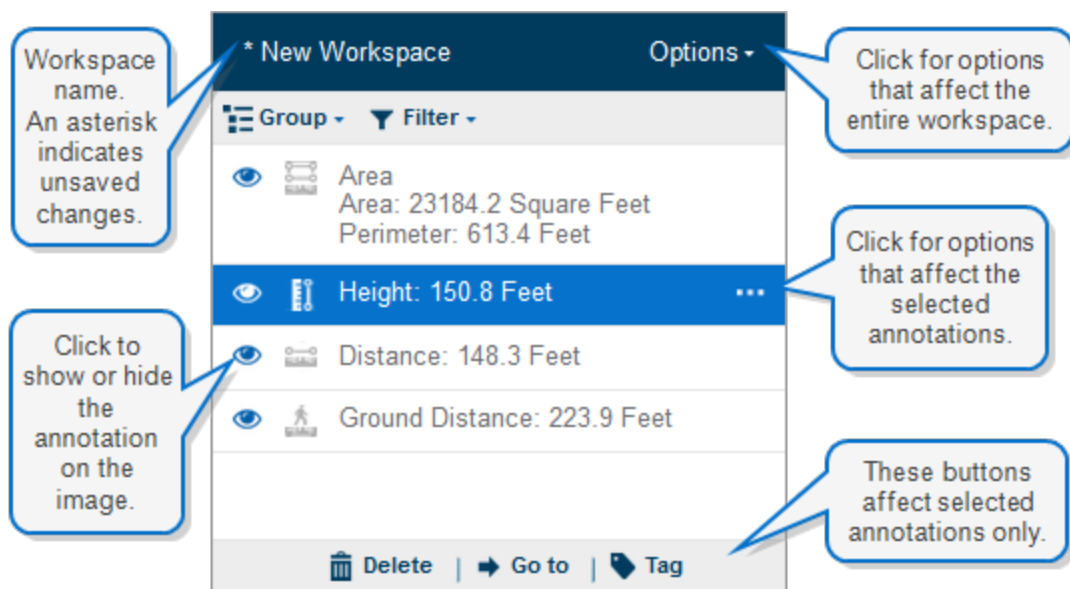 Workspace
name.
An asterisk
indicates
unsaved
changes.
* New Workspace
Options
Click for options
that affect the
entire workspace.
Group
Filter
Area
Area: 23184.2 Square Feet
Perimeter: 613.4 Feet
Height: 150.8 Feet
...
Click for options
that affect the
selected
annotations.
Click to
show or hide
the
annotation
on the
image.
Distance: 148.3 Feet
Ground Distance: 223.9 Feet
These buttons
affect selected
annotations only.
Delete | Go to | Tag